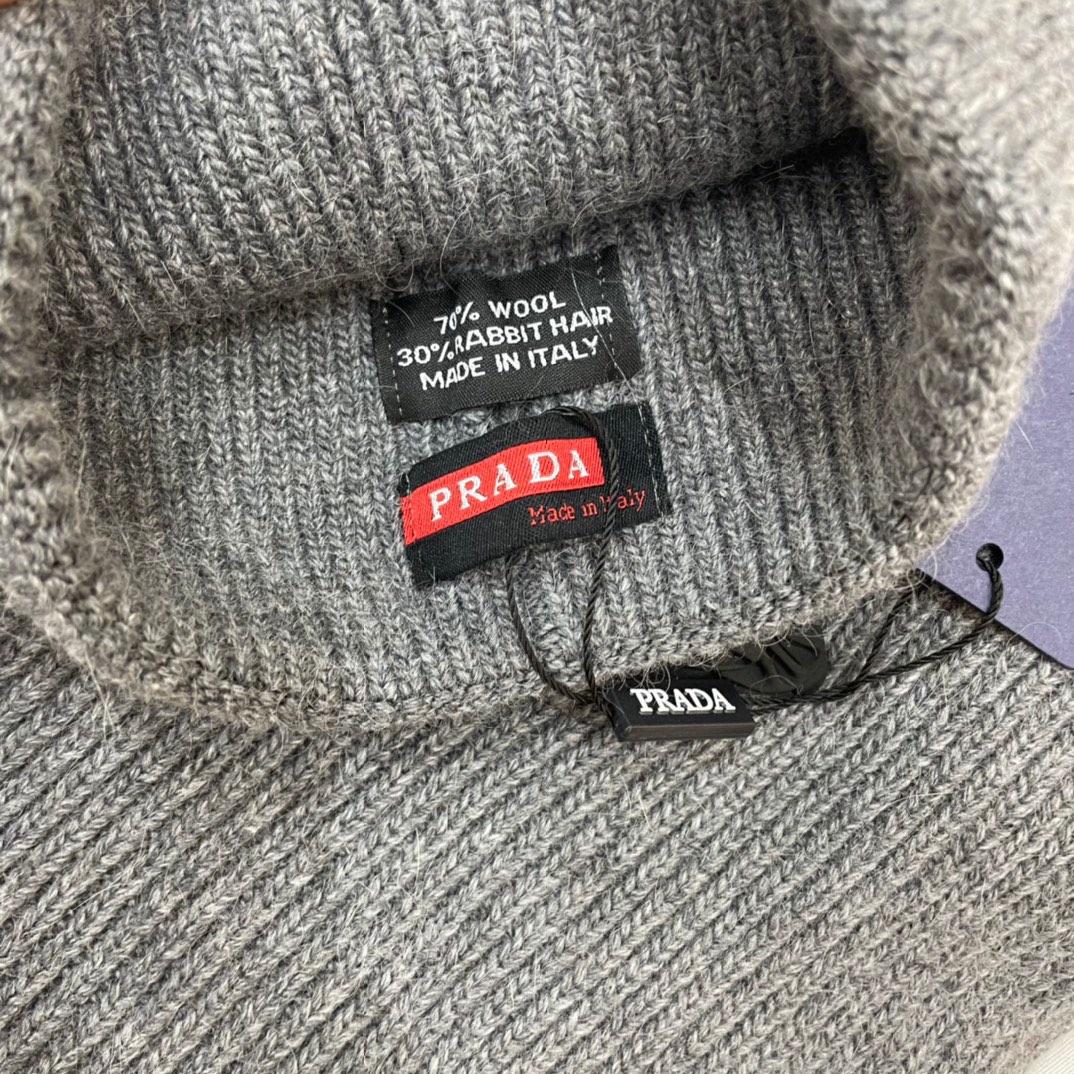 70% WOOL
30% RABBIT HAIR
MADE IN ITALY
PRADA
Made in Italy
PRADA